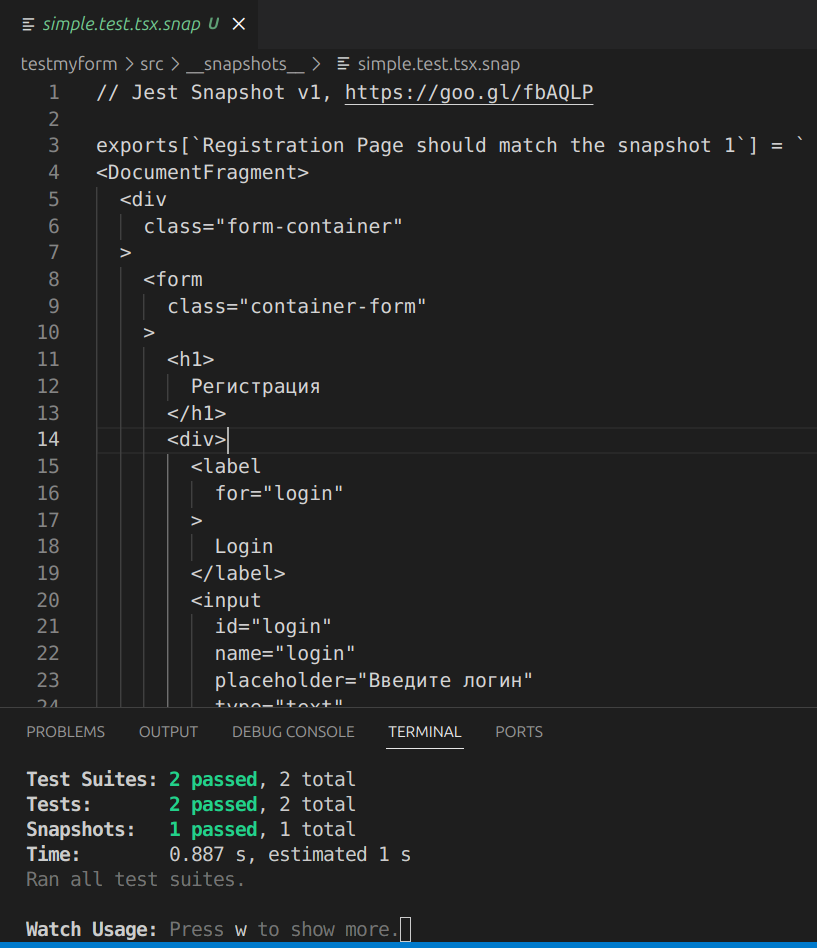 simple.test.tsx.snap U
testmyform > src > __snapshots__ > simple.test.tsx.snap
1 // Jest Snapshot v1, https://goo.gl/fbAQLP
2
3 exports[`Registration Page should match the snapshot 1`] = `
4 <DocumentFragment>
5 <div
6 class="form-container"
7 >
8 <form
9 class="container-form"
10 >
11 <h1>
12 Регистрация
13 </h1>
14 <div>
15 <label
16 for="login"
17 >
18 Login
19 </label>
20 <input
21 id="login"
22 name="login"
23 placeholder="Введите логин"
24 type="text"
PROBLEMS OUTPUT DEBUG CONSOLE TERMINAL PORTS
Test Suites: 2 passed, 2 total
Tests: 2 passed, 2 total
Snapshots: 1 passed, 1 total
Time: 0.887 s, estimated 1 s
Ran all test suites.
Watch Usage: Press w to show more.